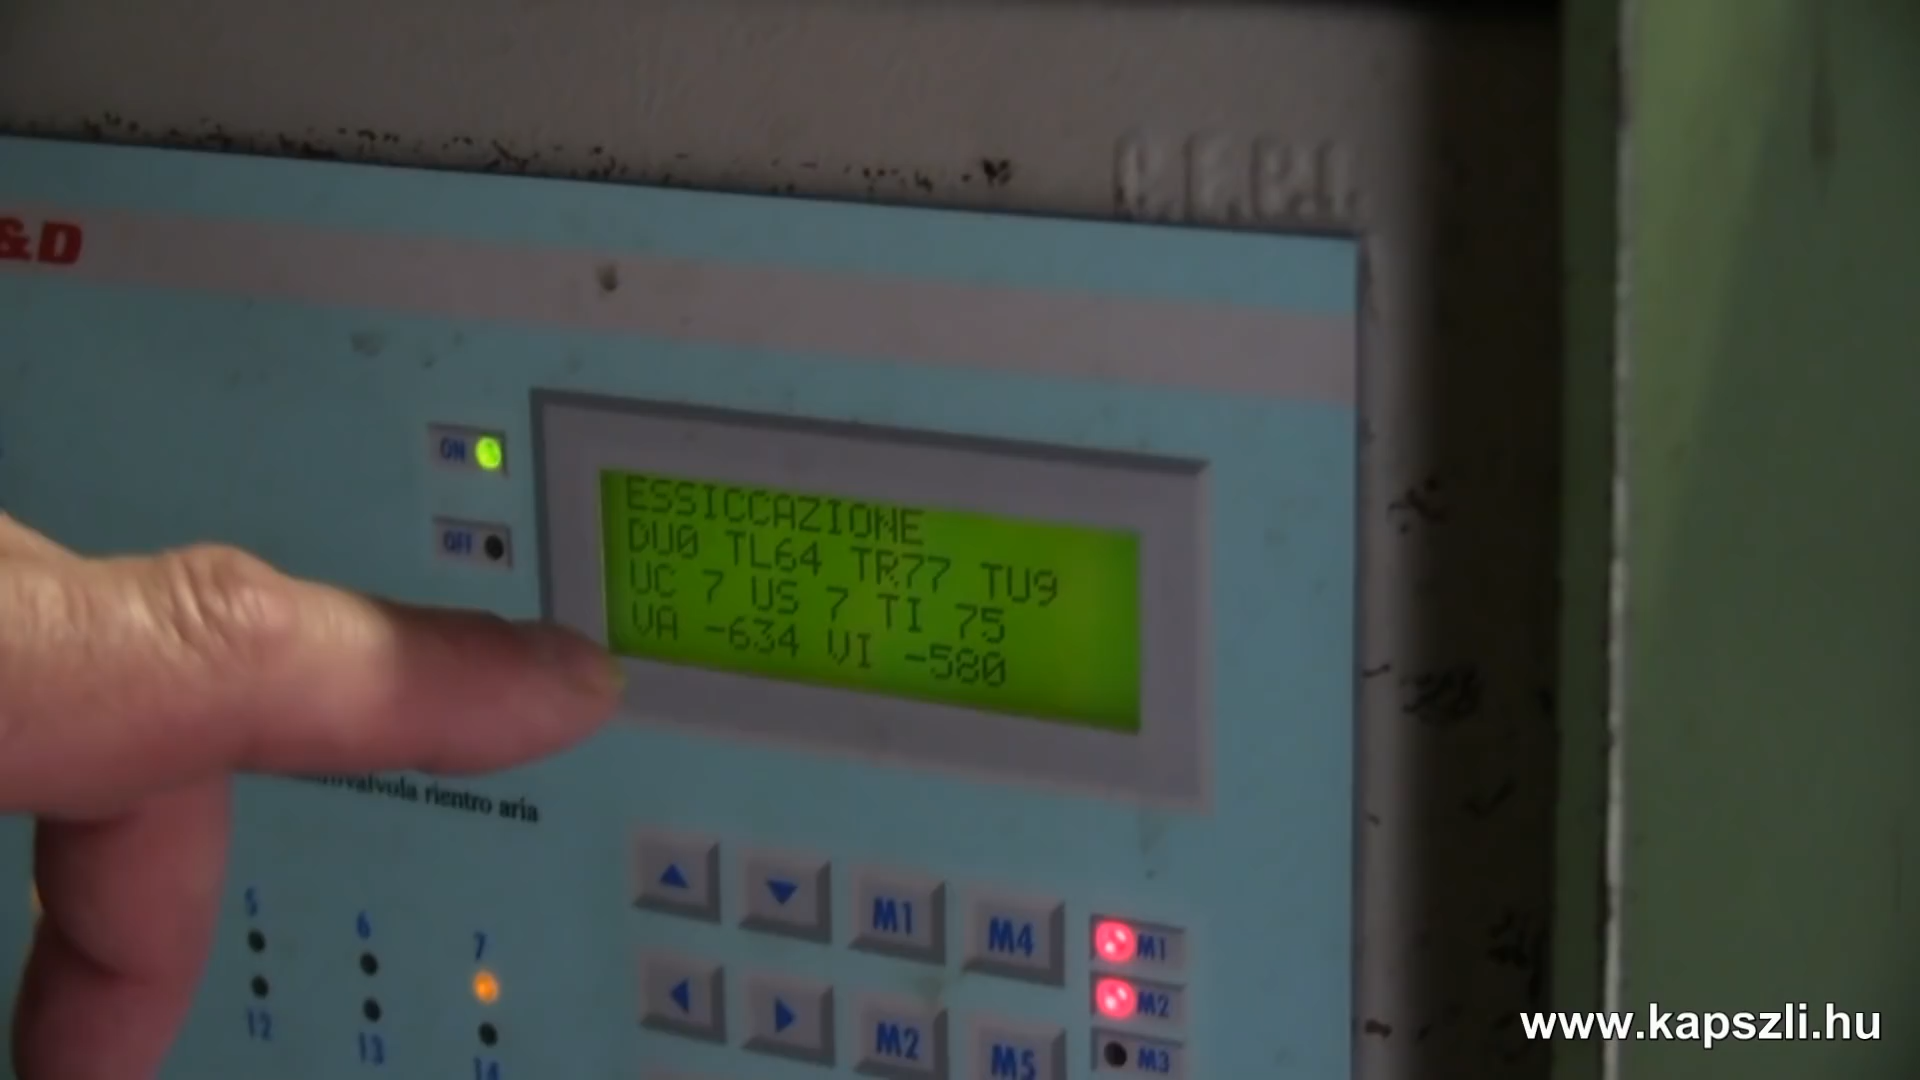 &D
ON
OFF
ESSICCAZIONE
DU0 TL64 TR77 TU9
UC 7 US 7 TI 75
VA -634 VI -580
rientro aria
5
6
7
12
13
14
M1
M4
M2
M5
M1
M2
M3
www.kapszli.hu